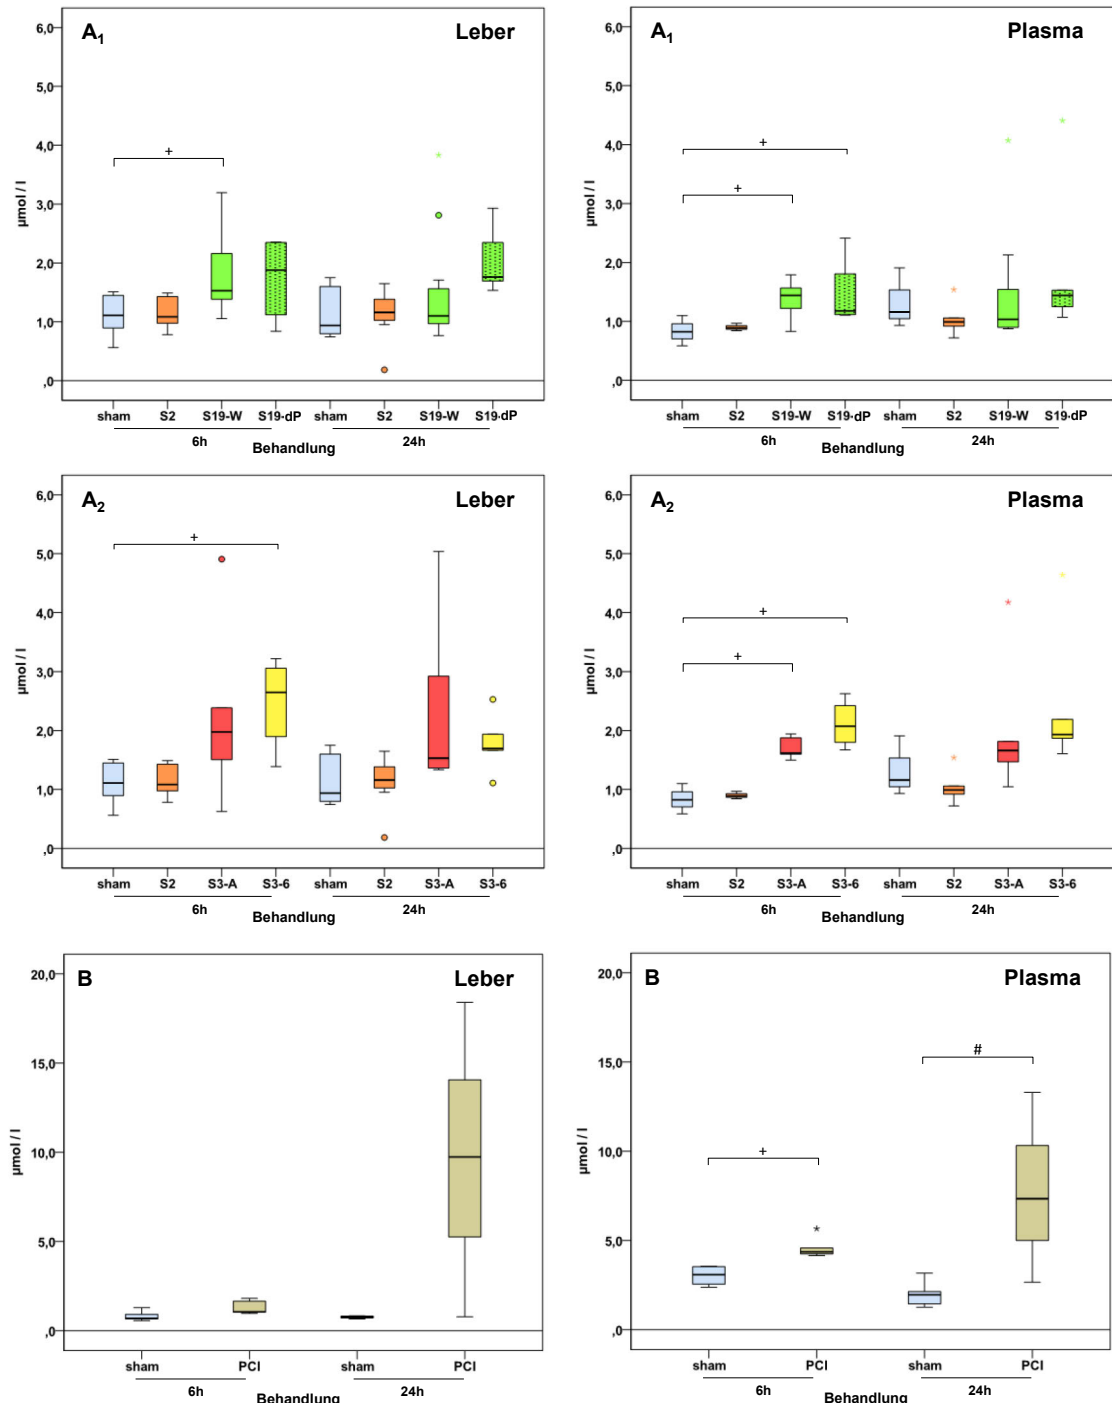 A1 Leber
6,0
5,0
4,0
3,0
2,0
1,0
,0
µmol / l
+
sham S2 S19-W S19-dP sham S2 S19-W S19-dP
6h 24h
Behandlung
A1 Plasma
6,0
5,0
4,0
3,0
2,0
1,0
,0
µmol / l
+
+
sham S2 S19-W S19-dP sham S2 S19-W S19-dP
6h 24h
Behandlung
A2 Leber
6,0
5,0
4,0
3,0
2,0
1,0
,0
µmol / l
+
sham S2 S3-A S3-6 sham S2 S3-A S3-6
6h 24h
Behandlung
A2 Plasma
6,0
5,0
4,0
3,0
2,0
1,0
,0
µmol / l
+
+
sham S2 S3-A S3-6 sham S2 S3-A S3-6
6h 24h
Behandlung
B Leber
20,0
15,0
10,0
5,0
,0
µmol / l
sham PCI sham PCI
6h 24h
Behandlung
B Plasma
20,0
15,0
10,0
5,0
,0
µmol / l
+
#
sham PCI sham PCI
6h 24h
Behandlung